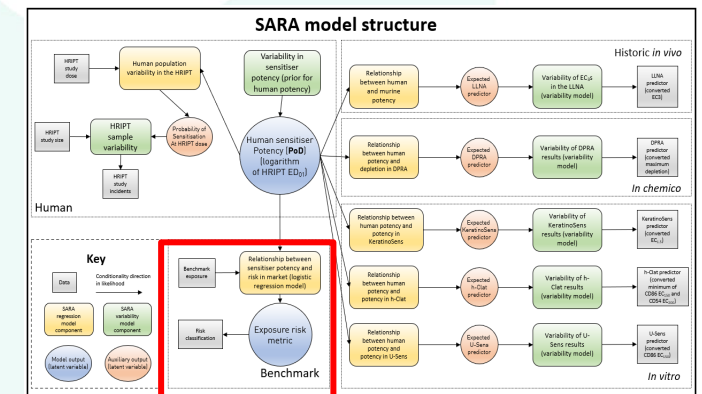 SARA model structure
HRIPT
study
dose
Human population
variability in the HRIPT
HRIPT
study size
HRIPT
sample
variability
Probability of
Sensitisation
At HRIPT dose
HRIPT
study
incidents
Human
Variability in
sensitiser
potency (prior for
human potency)
Human sensitiser
Potency (PoD)
[logarithm
of HRIPT ED01]
Historic in vivo
Relationship
between human
and murine
potency
Expected
LLNA
predictor
Variability of EC3s
in the LLNA
(variability model)
LLNA
predictor
(converted
EC3)
Relationship
between human
potency and
depletion in DPRA
Expected
DPRA
predictor
Variability of DPRA
results (variability
model)
DPRA
predictor
(converted
maximum
depletion)
In chemico
Relationship between
human potency and
potency in
KeratinoSens
Expected
KeratinoSens
predictor
Variability of
KeratinoSens
results (variability
model)
KeratinoSens
predictor
(converted
Relationship
between human
potency and
potency in h-Clat
Expected
h-Clat
predictor
Variability of h-
Clat results
(variability model)
h-Clat predictor
(converted
minimum of
CD86 EC150 and
CD54 EC200)
Relationship
between human
potency and
potency in U-Sens
Expected
U-Sens
predictor
Variability of U-
Sens results
(variability model)
U-Sens
predictor
(converted
CD86 EC150)
In vitro
Key
Data
Conditionality direction
in likelihood
SARA
regression
model
component
SARA
variability
model
component
Model output
(latent variable)
Auxiliary output
(latent variable)
Benchmark
exposure
Relationship between
sensitiser potency and
risk in market (logistic
regression model)
Risk
classification
Exposure risk
metric
Benchmark